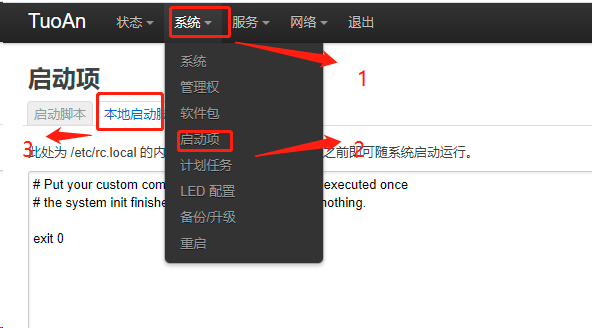 TuoAn 状态 系统 服务 网络 退出
1
系统
管理权
软件包
启动项
2
计划任务
LED 配置
备份/升级
重启
启动项
启动脚本 本地启动
3
此处为 /etc/rc.local 的内 之前即可随系统启动运行。
# Put your custom com executed once
# the system init finishe nothing.
exit 0